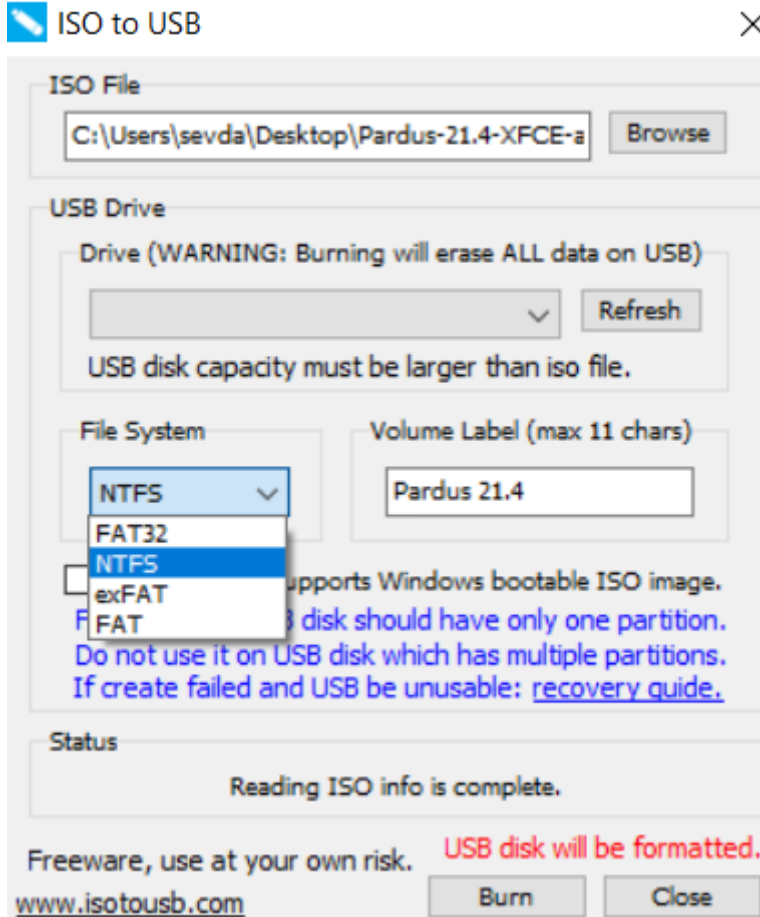 ISO to USB
ISO File
C:\Users\sevda\Desktop\Pardus-21.4-XFCE-a
Browse
USB Drive
Drive (WARNING: Burning will erase ALL data on USB)
Refresh
USB disk capacity must be larger than iso file.
File System
Volume Label (max 11 chars)
NTFS
Pardus 21.4
FAT32
NTFS
exFAT
FAT
Windows bootable ISO image.
disk should have only one partition.
Do not use it on USB disk which has multiple partitions.
If create failed and USB be unusable: recovery guide.
Status
Reading ISO info is complete.
Freeware, use at your own risk.
USB disk will be formatted.
www.isotousb.com
Burn
Close